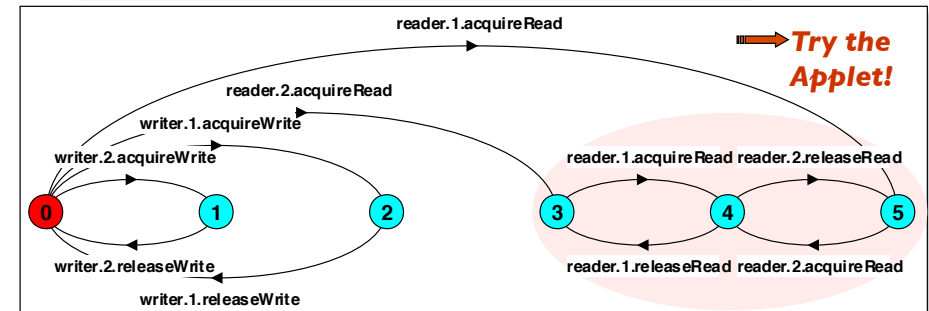 reader.1.acquireRead
Try the
Applet!
reader.2.acquireRead
writer.1.acquireWrite
writer.2.acquireWrite
reader.1.acquireRead reader.2.releaseRead
0 1 2 3 4 5
writer.2.releaseWrite
reader.1.releaseRead reader.2.acquireRead
writer.1.releaseWrite